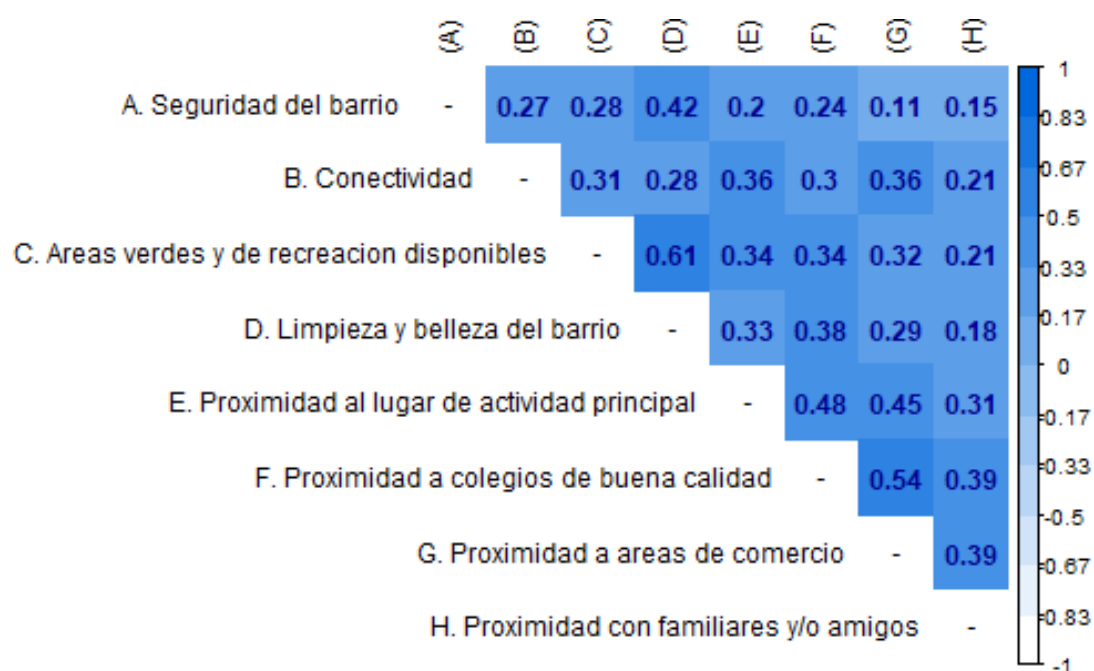 (A) (B) (C) (D) (E) (F) (G) (H)
A. Seguridad del barrio - 0.27 0.28 0.42 0.2 0.24 0.11 0.15
B. Conectividad - 0.31 0.28 0.36 0.3 0.36 0.21
C. Areas verdes y de recreacion disponibles - 0.61 0.34 0.34 0.32 0.21
D. Limpieza y belleza del barrio - 0.33 0.38 0.29 0.18
E. Proximidad al lugar de actividad principal - 0.48 0.45 0.31
F. Proximidad a colegios de buena calidad - 0.54 0.39
G. Proximidad a areas de comercio - 0.39
H. Proximidad con familiares y/o amigos -
1
0.83
0.67
0.5
0.33
0.17
0
-0.17
-0.33
-0.5
-0.67
-0.83
-1